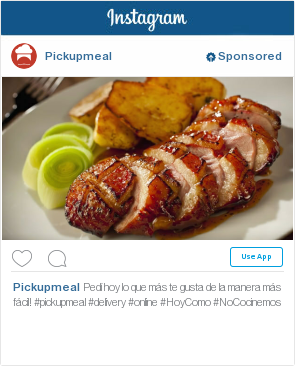 Instagram
Pickupmeal
Sponsored
Use App
Pickupmeal Pedí hoy lo que más te gusta de la manera más
fácil! #pickupmeal #delivery #online #HoyComo #NoCocinemos